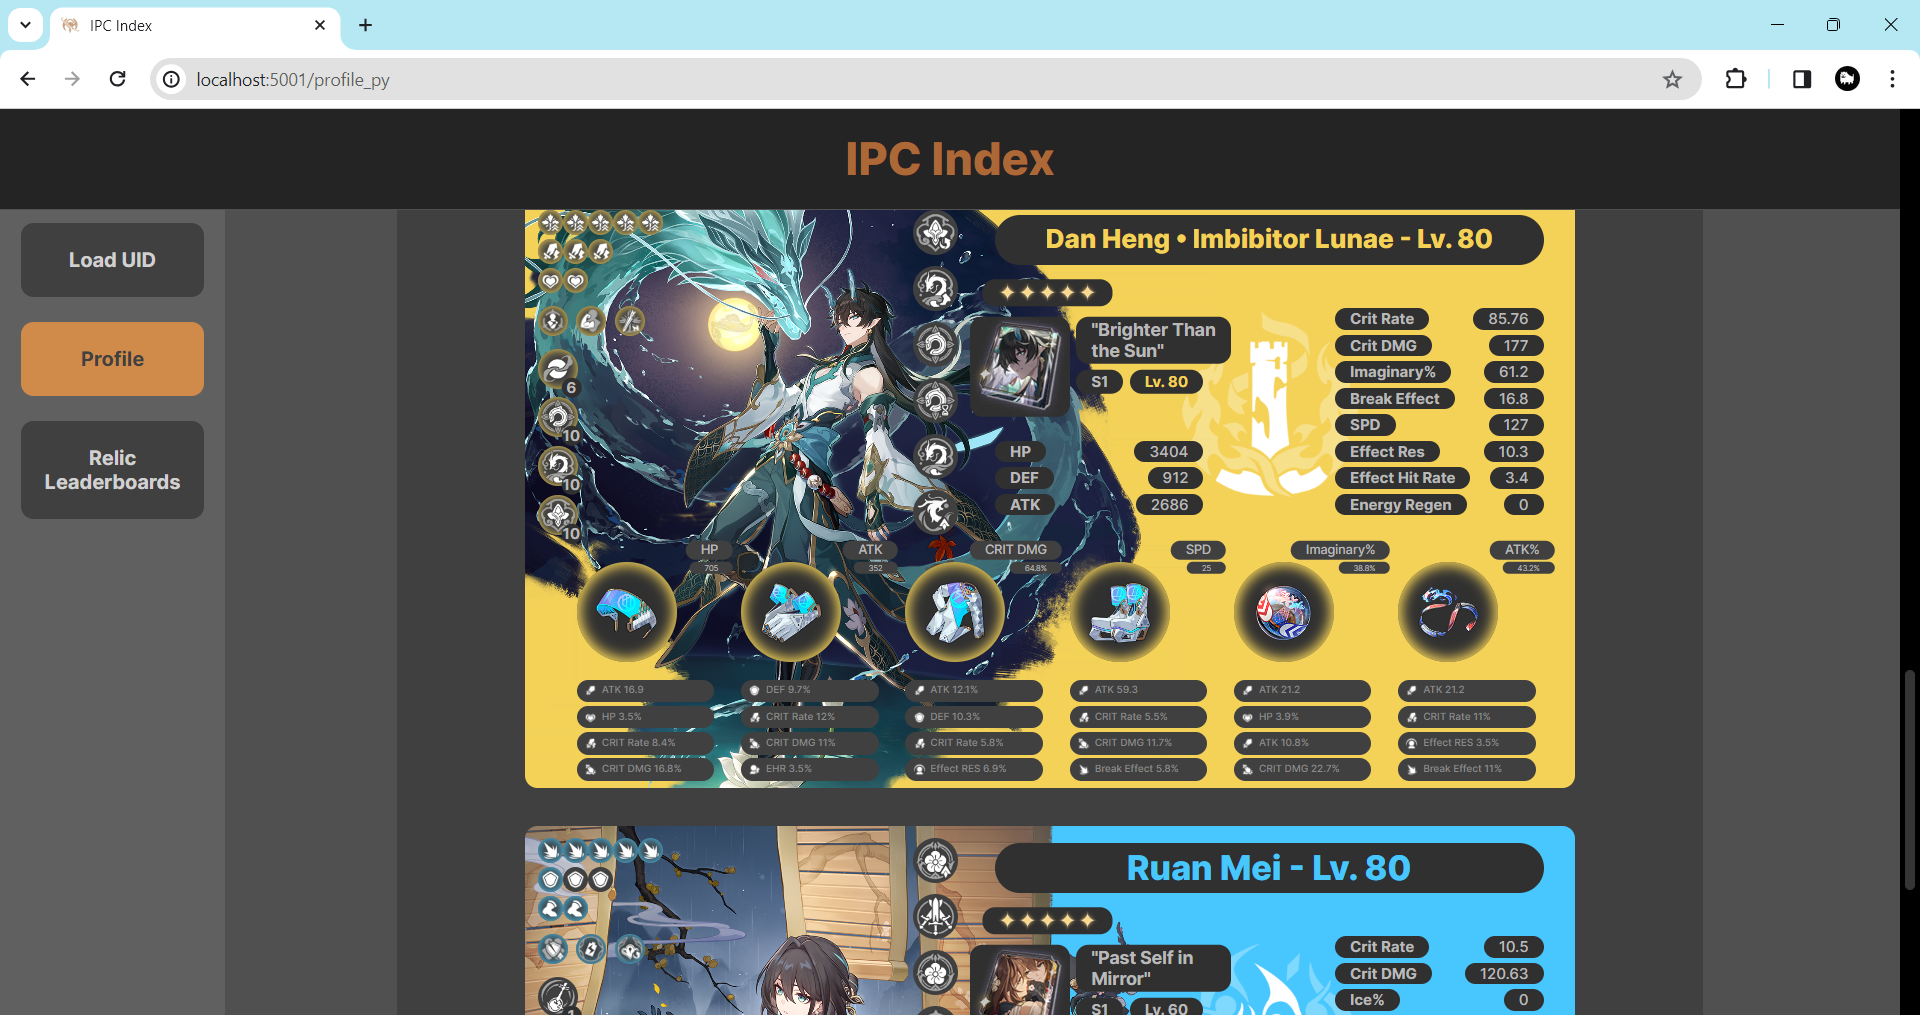 IPC Index
localhost:5001/profile_py
IPC Index
Load UID
Profile
Relic
Leaderboards
Dan Heng • Imbibitor Lunae - Lv. 80
"Brighter Than
the Sun"
S1 Lv. 80
6
10
10
10
HP 3404
DEF 912
ATK 2686
Crit Rate 85.76
Crit DMG 177
Imaginary% 61.2
Break Effect 16.8
SPD 127
Effect Res 10.3
Effect Hit Rate 3.4
Energy Regen 0
HP
705
ATK
352
CRIT DMG
64.8%
SPD
25
Imaginary%
38.8%
ATK%
43.2%
ATK 16.9
HP 3.5%
CRIT Rate 8.4%
CRIT DMG 16.8%
DEF 9.7%
CRIT Rate 12%
CRIT DMG 11%
EHR 3.5%
ATK 12.1%
DEF 10.3%
CRIT Rate 5.8%
Effect RES 6.9%
ATK 59.3
CRIT Rate 5.5%
CRIT DMG 11.7%
Break Effect 5.8%
ATK 21.2
HP 3.9%
ATK 10.8%
CRIT DMG 22.7%
ATK 21.2
CRIT Rate 11%
Effect RES 3.5%
Break Effect 11%
Ruan Mei - Lv. 80
"Past Self in
Mirror"
S1 Lv. 60
Crit Rate 10.5
Crit DMG 120.63
Ice% 0